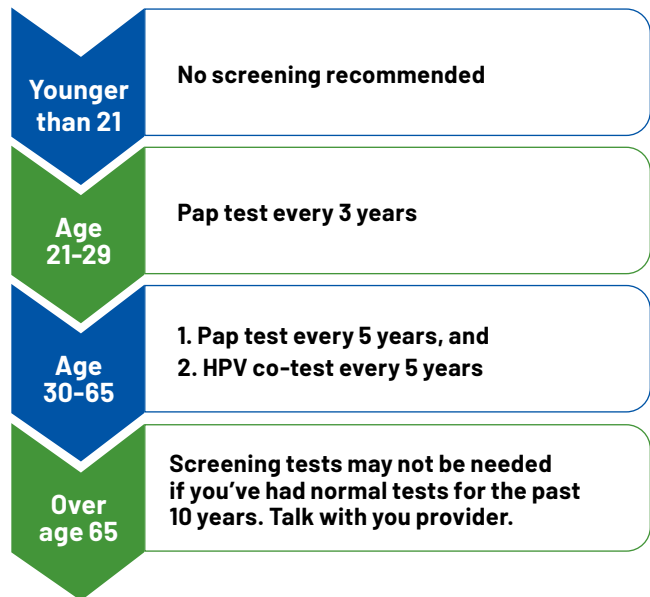 Younger
than 21
No screening recommended
Age
21-29
Pap test every 3 years
Age
30-65
1. Pap test every 5 years, and
2. HPV co-test every 5 years
Over
age 65
Screening tests may not be needed
if you’ve had normal tests for the past
10 years. Talk with you provider.